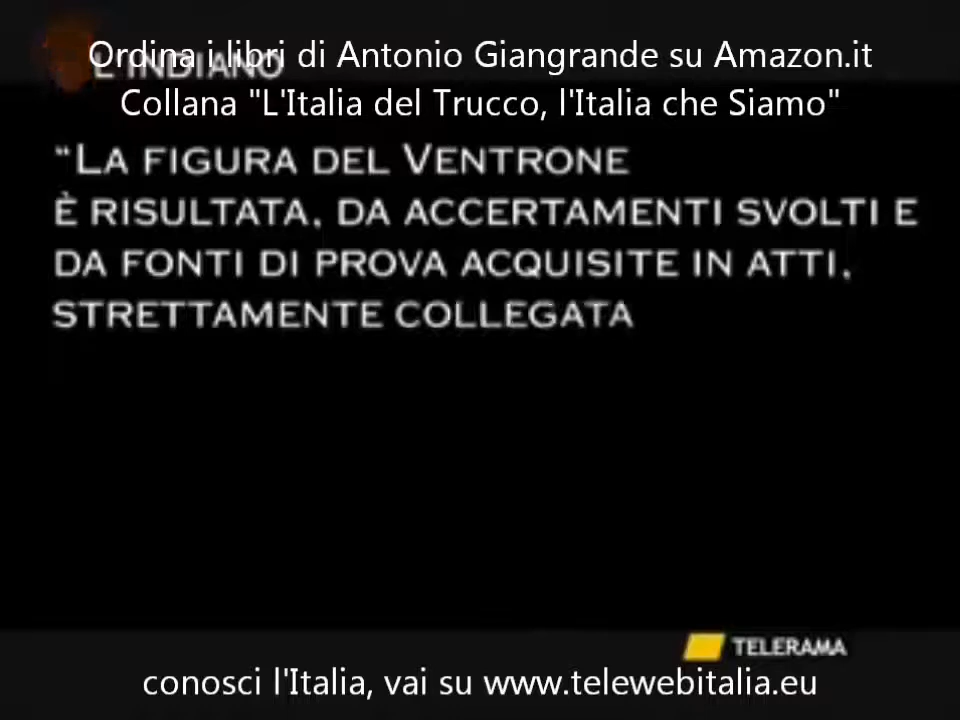 Ordina i libri di Antonio Giangrande su Amazon.it
L'INDIANO
Collana "L'Italia del Trucco, l'Italia che Siamo"
"LA FIGURA DEL VENTRONE
È RISULTATA, DA ACCERTAMENTI SVOLTI E
DA FONTI DI PROVA ACQUISITE IN ATTI,
STRETTAMENTE COLLEGATA
TELERAMA
conosci l'Italia, vai su www.telewebitalia.eu